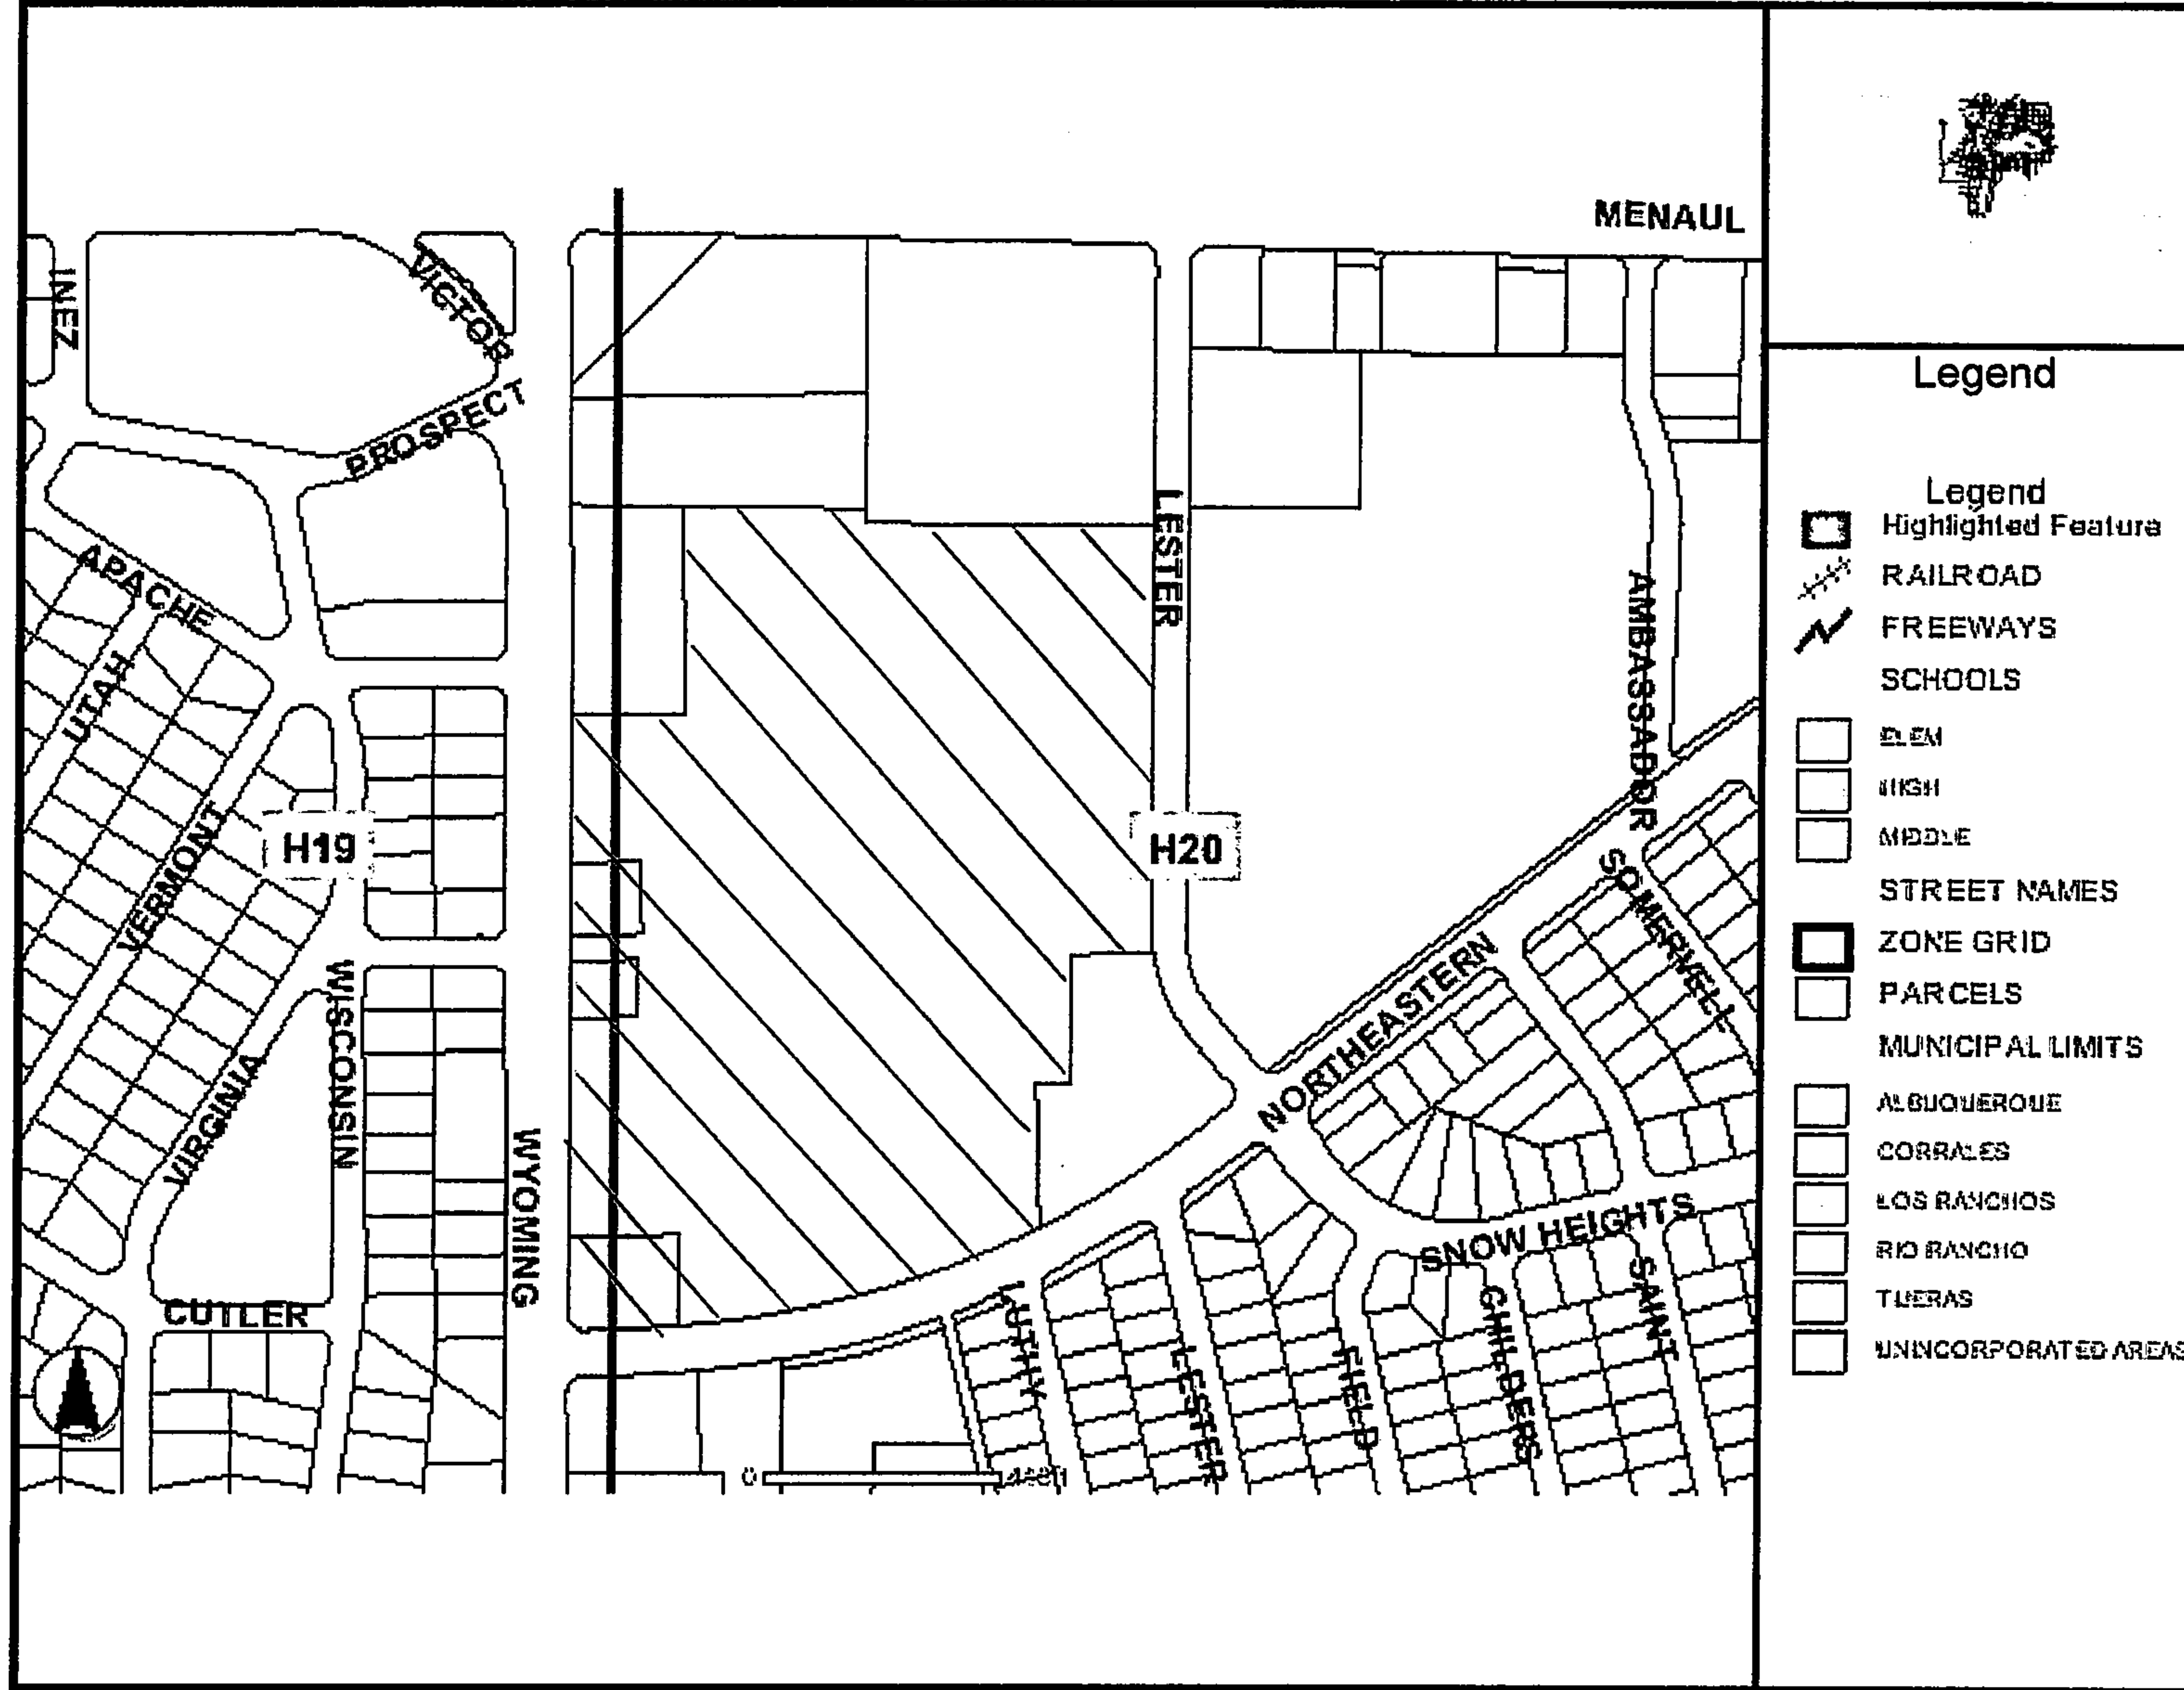 MENAUL
INEZ
VICTOR
PROSPECT
LESTER
APACHE
UTAH
AMBASSADOR
VERMONT
H19
H20
SOMERVELL
NORTHEASTERN
WISCONSIN
VIRGINIA
WYOMING
SNOW HEIGHTS
CUTLER
LESTER
FIELD
CHILDERS
SAINT
0
Legend
Legend
Highlighted Feature
RAILROAD
FREEWAYS
SCHOOLS
ELEM
HIGH
MIDDLE
STREET NAMES
ZONE GRID
PARCELS
MUNICIPAL LIMITS
ALBUQUERQUE
CORRALES
LOS RANCHOS
RIO RANCHO
TIJERAS
UNINCORPORATED AREAS